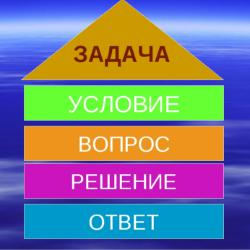 ЗАДАЧА
УСЛОВИЕ
ВОПРОС
РЕШЕНИЕ
ОТВЕТ